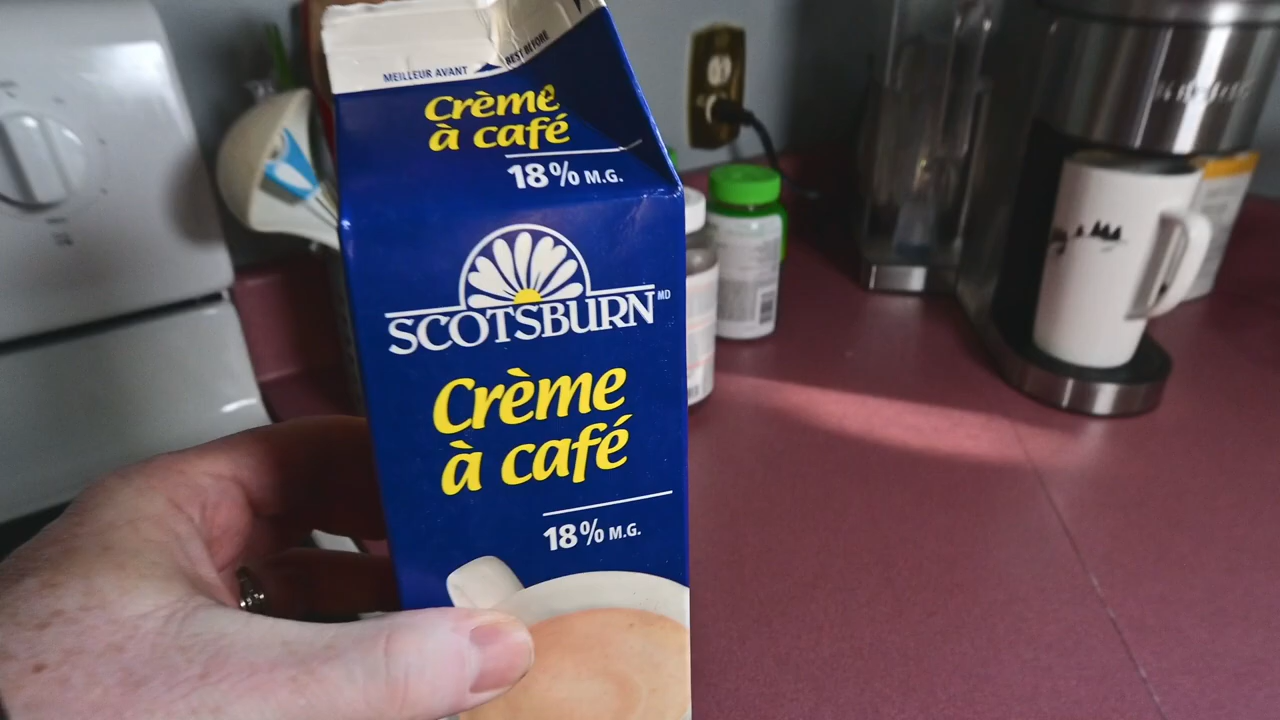 MEILLEUR AVANT
BEST BEFORE
Crème
à café
18% M.G.
SCOTSBURN MD
Crème
à café
18% M.G.